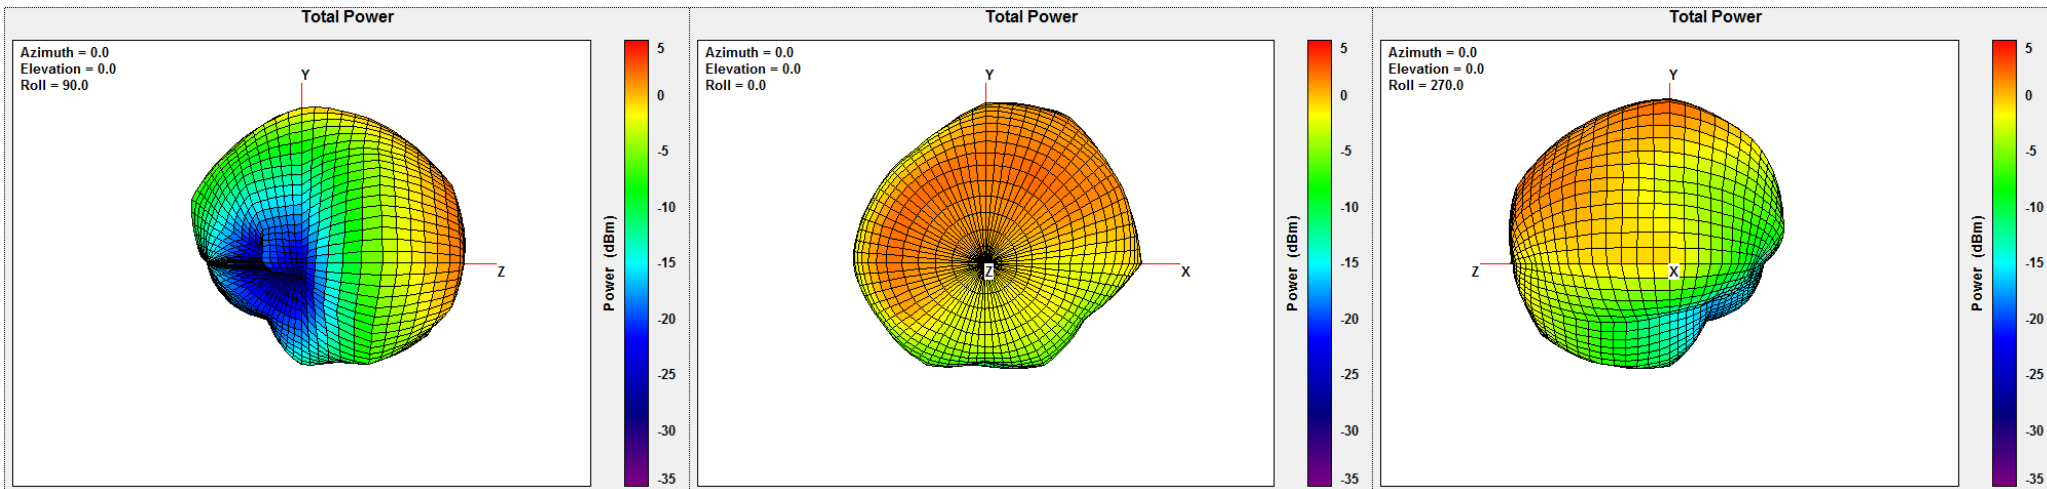 Total Power
Azimuth = 0.0
Elevation = 0.0
Roll = 90.0
Y
Z
5
0
-5
-10
-15
-20
-25
-30
-35
Power (dBm)
Total Power
Azimuth = 0.0
Elevation = 0.0
Roll = 0.0
Y
Z
X
5
0
-5
-10
-15
-20
-25
-30
-35
Power (dBm)
Total Power
Azimuth = 0.0
Elevation = 0.0
Roll = 270.0
Y
Z
X
5
0
-5
-10
-15
-20
-25
-30
-35
Power (dBm)